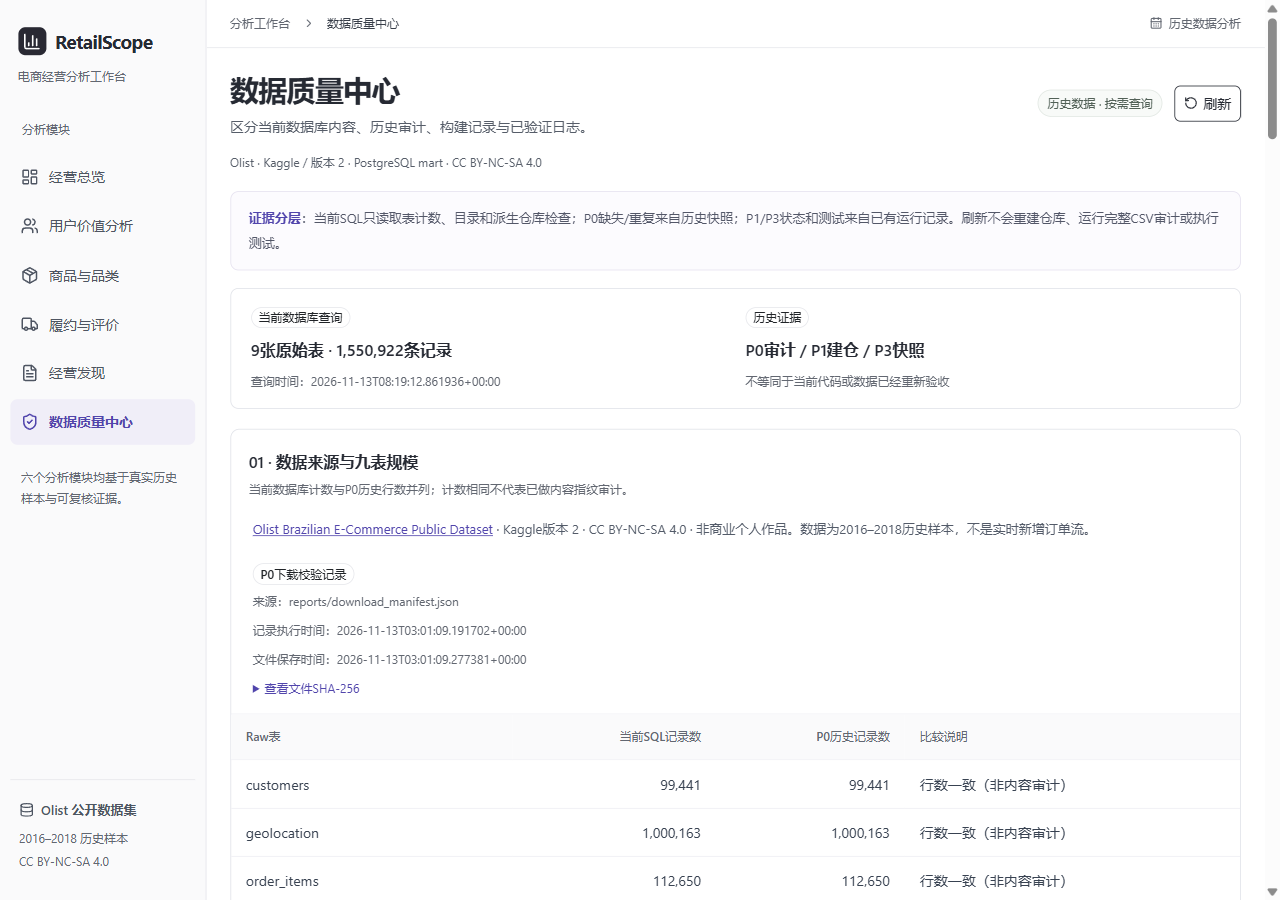 RetailScope
电商经营分析工作台
分析模块
经营总览
用户价值分析
商品与品类
履约与评价
经营发现
数据质量中心
六个分析模块均基于真实历史
样本与可复核证据。
Olist 公开数据集
2016–2018 历史样本
CC BY-NC-SA 4.0
分析工作台 > 数据质量中心
历史数据分析
数据质量中心
区分当前数据库内容、历史审计、构建记录与已验证日志。
Olist · Kaggle / 版本 2 · PostgreSQL mart · CC BY-NC-SA 4.0
历史数据 · 按需查询
刷新
证据分层：当前SQL只读取表计数、目录和派生仓库检查；P0缺失/重复来自历史快照；P1/P3状态和测试来自已有运行记录。刷新不会重建仓库、运行完整CSV审计或执行
测试。
当前数据库查询
9张原始表 · 1,550,922条记录
查询时间：2026-11-13T08:19:12.861936+00:00
历史证据
P0审计 / P1建仓 / P3快照
不等同于当前代码或数据已经重新验收
01 · 数据来源与九表规模
当前数据库计数与P0历史行数并列；计数相同不代表已做内容指纹审计。
Olist Brazilian E-Commerce Public Dataset · Kaggle版本 2 · CC BY-NC-SA 4.0 · 非商业个人作品。数据为2016–2018历史样本，不是实时新增订单流。
P0下载校验记录
来源：reports/download_manifest.json
记录执行时间：2026-11-13T03:01:09.191702+00:00
文件保存时间：2026-11-13T03:01:09.277381+00:00
查看文件SHA-256
Raw表 当前SQL记录数 P0历史记录数 比较说明
customers 99,441 99,441 行数一致（非内容审计）
geolocation 1,000,163 1,000,163 行数一致（非内容审计）
order_items 112,650 112,650 行数一致（非内容审计）